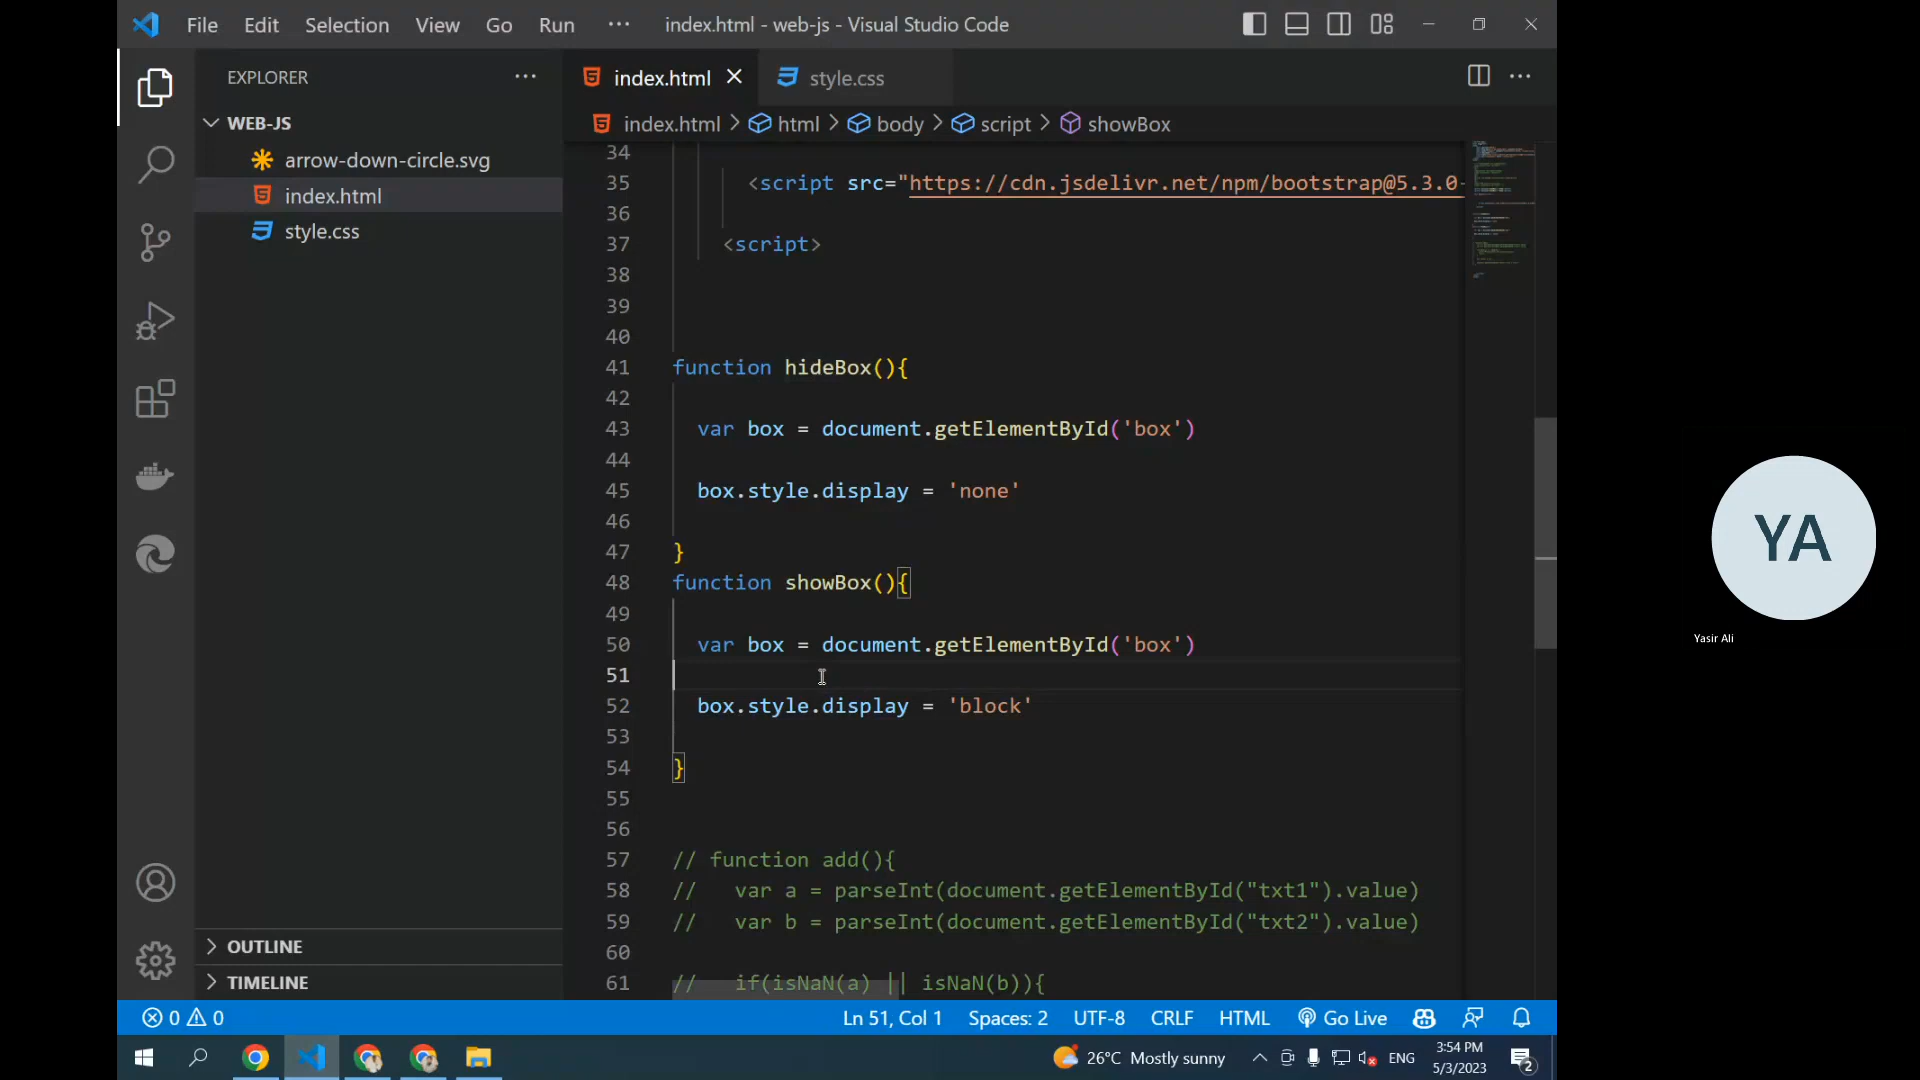 File Edit Selection View Go Run ··· index.html - web-js - Visual Studio Code
EXPLORER ···
index.html
style.css
WEB-JS
arrow-down-circle.svg
index.html
style.css
index.html > html > body > script > showBox
34
35 <script src="https://cdn.jsdelivr.net/npm/bootstrap@5.3.0-
36
37 <script>
38
39
40
41 function hideBox(){
42
43 var box = document.getElementById('box')
44
45 box.style.display = 'none'
46
47 }
48 function showBox(){
49
50 var box = document.getElementById('box')
51
52 box.style.display = 'block'
53
54 }
55
56
57 // function add(){
58 // var a = parseInt(document.getElementById("txt1").value)
59 // var b = parseInt(document.getElementById("txt2").value)
60
61 // if(isNaN(a) || isNaN(b)){
OUTLINE
TIMELINE
0 0 Ln 51, Col 1 Spaces: 2 UTF-8 CRLF HTML Go Live
26°C Mostly sunny ENG 3:54 PM
5/3/2023
2
YA
Yasir Ali